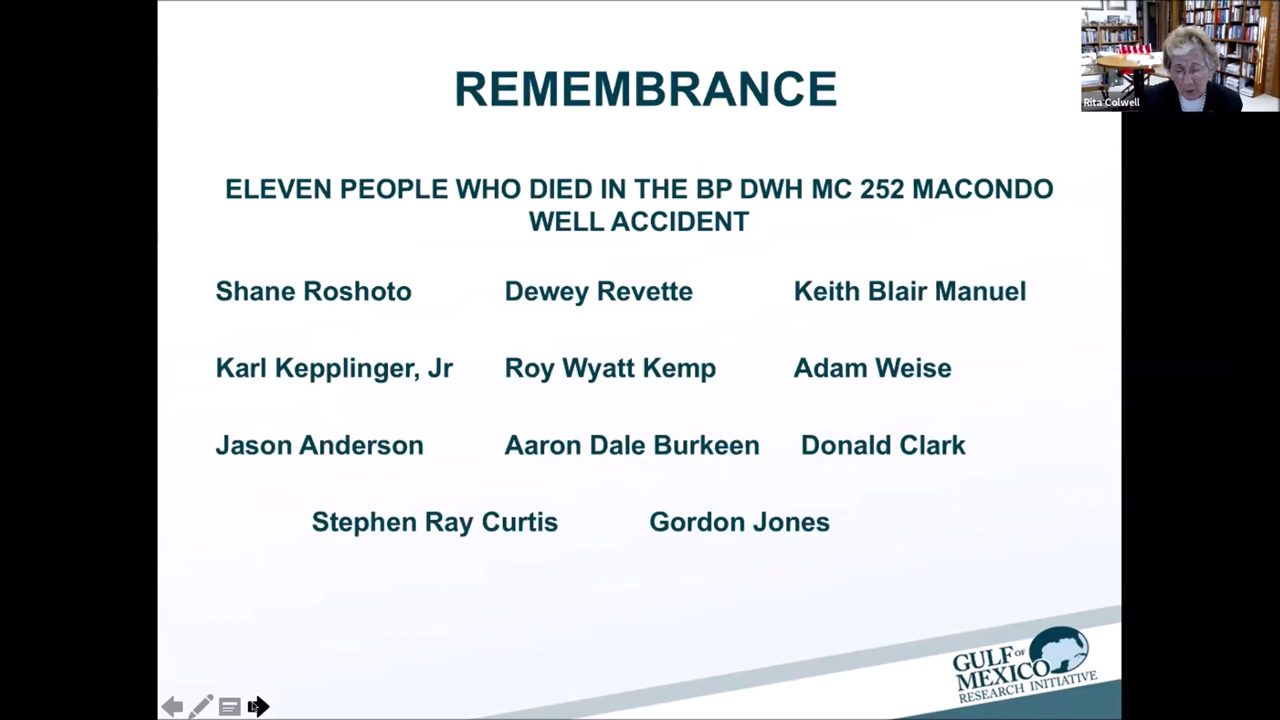 REMEMBRANCE
Rita Colwell
ELEVEN PEOPLE WHO DIED IN THE BP DWH MC 252 MACONDO
WELL ACCIDENT
Shane Roshoto Dewey Revette Keith Blair Manuel
Karl Kepplinger, Jr Roy Wyatt Kemp Adam Weise
Jason Anderson Aaron Dale Burkeen Donald Clark
Stephen Ray Curtis Gordon Jones
GULF OF
MEXICO
RESEARCH INITIATIVE